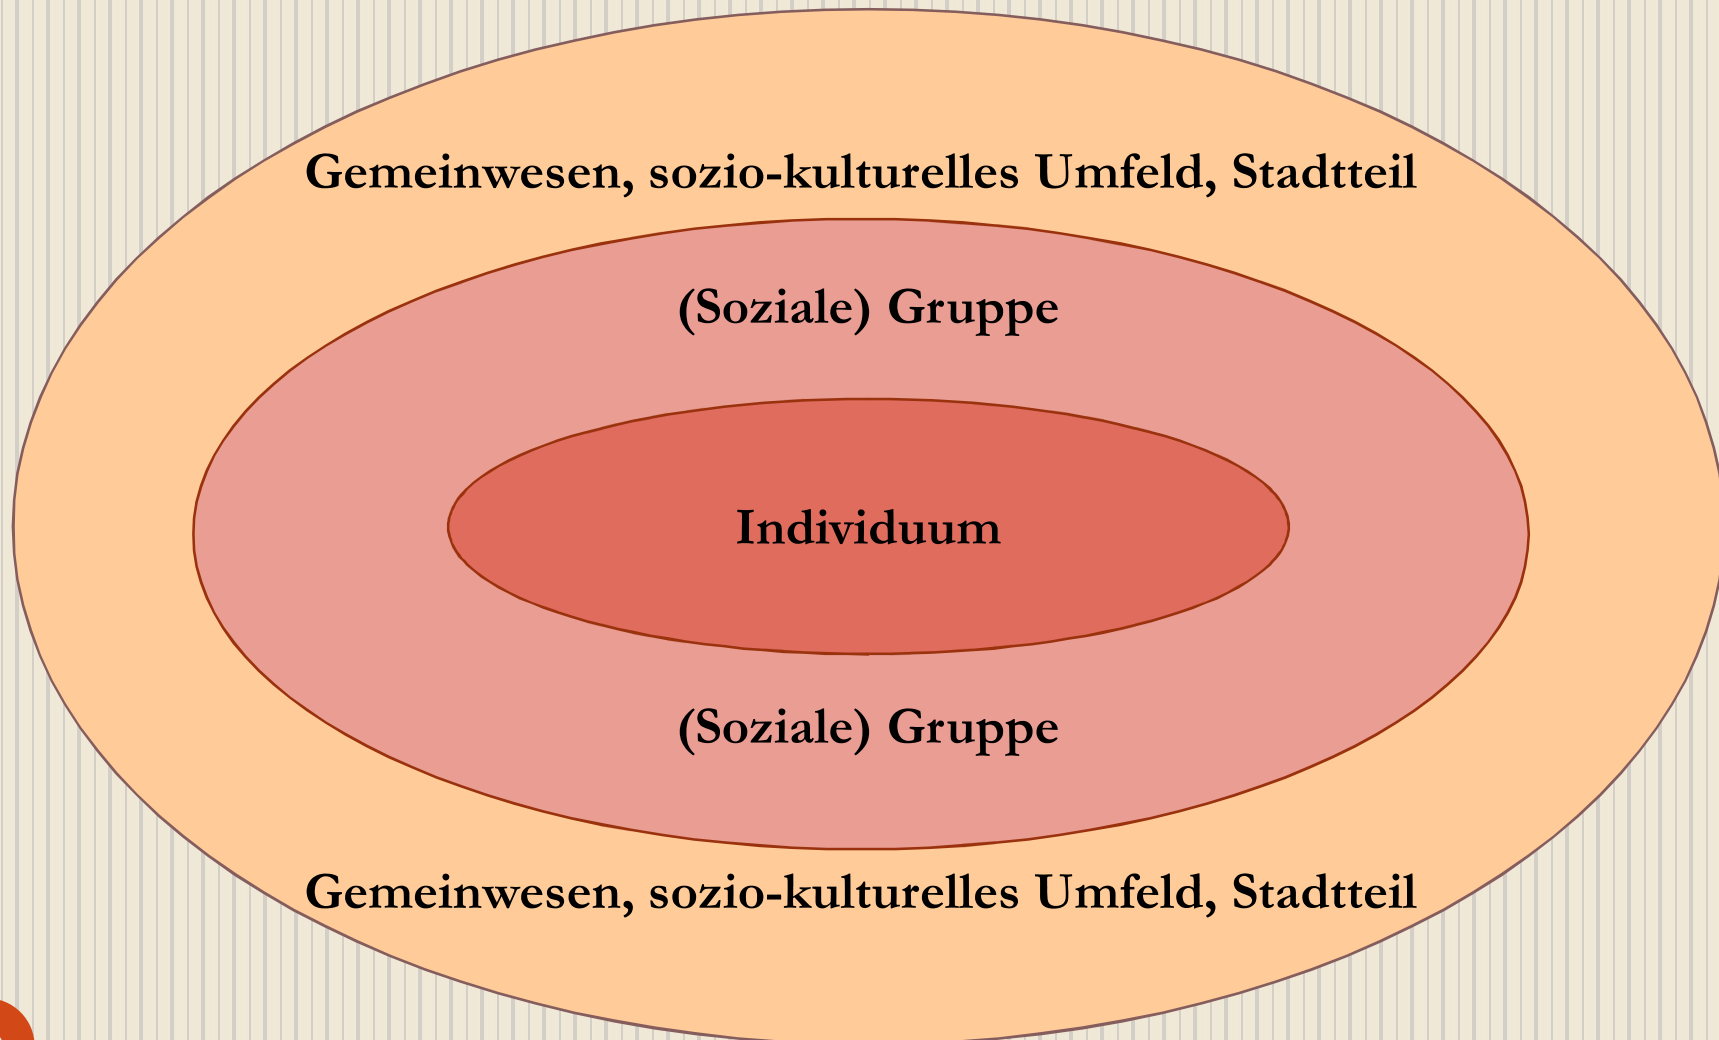 Gemeinwesen, sozio-kulturelles Umfeld, Stadtteil
(Soziale) Gruppe
Individuum
(Soziale) Gruppe
Gemeinwesen, sozio-kulturelles Umfeld, Stadtteil